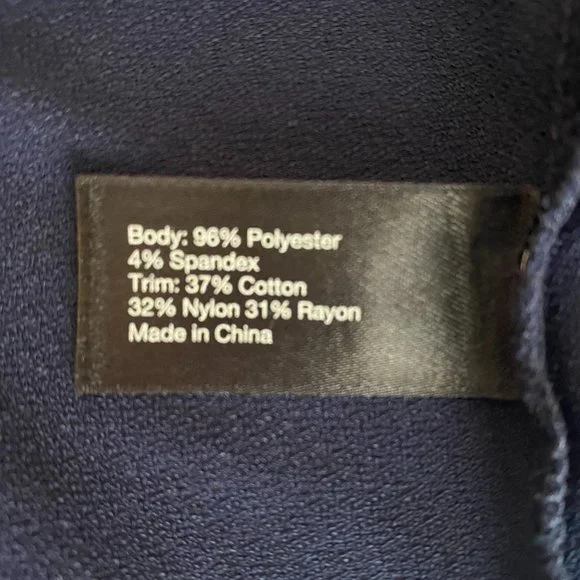 Body: 96% Polyester
4% Spandex
Trim: 37% Cotton
32% Nylon 31% Rayon
Made in China